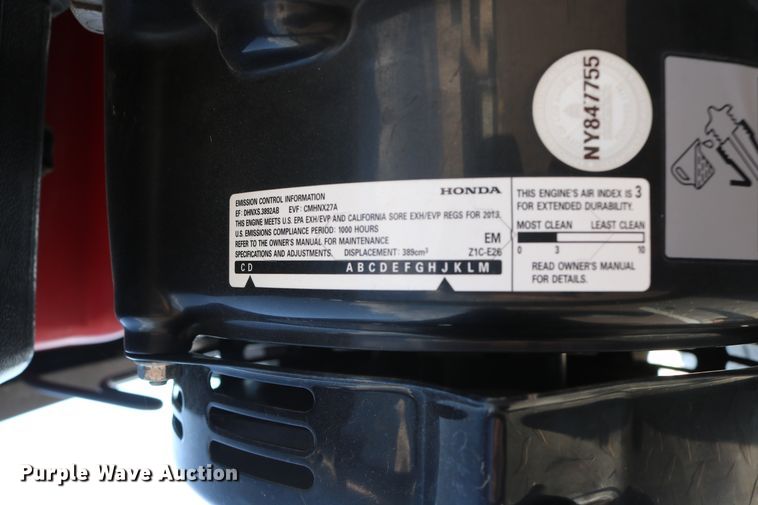 NY847755
EMISSION CONTROL INFORMATION
HONDA
EF: DHNXS.3892AB EVF: CMHNX27A
THIS ENGINE MEETS U.S. EPA EXH/EVP AND CALIFORNIA SORE EXH/EVP REGS FOR 2013
U.S. EMISSIONS COMPLIANCE PERIOD: 1000 HOURS
REFER TO THE OWNER'S MANUAL FOR MAINTENANCE
EM
SPECIFICATIONS AND ADJUSTMENTS. DISPLACEMENT: 389cm³ Z1C-E26
C D A B C D E F G H J K L M
THIS ENGINE'S AIR INDEX IS 3
FOR EXTENDED DURABILITY.
MOST CLEAN LEAST CLEAN
0 3 10
READ OWNER'S MANUAL
FOR DETAILS.
Purple Wave Auction